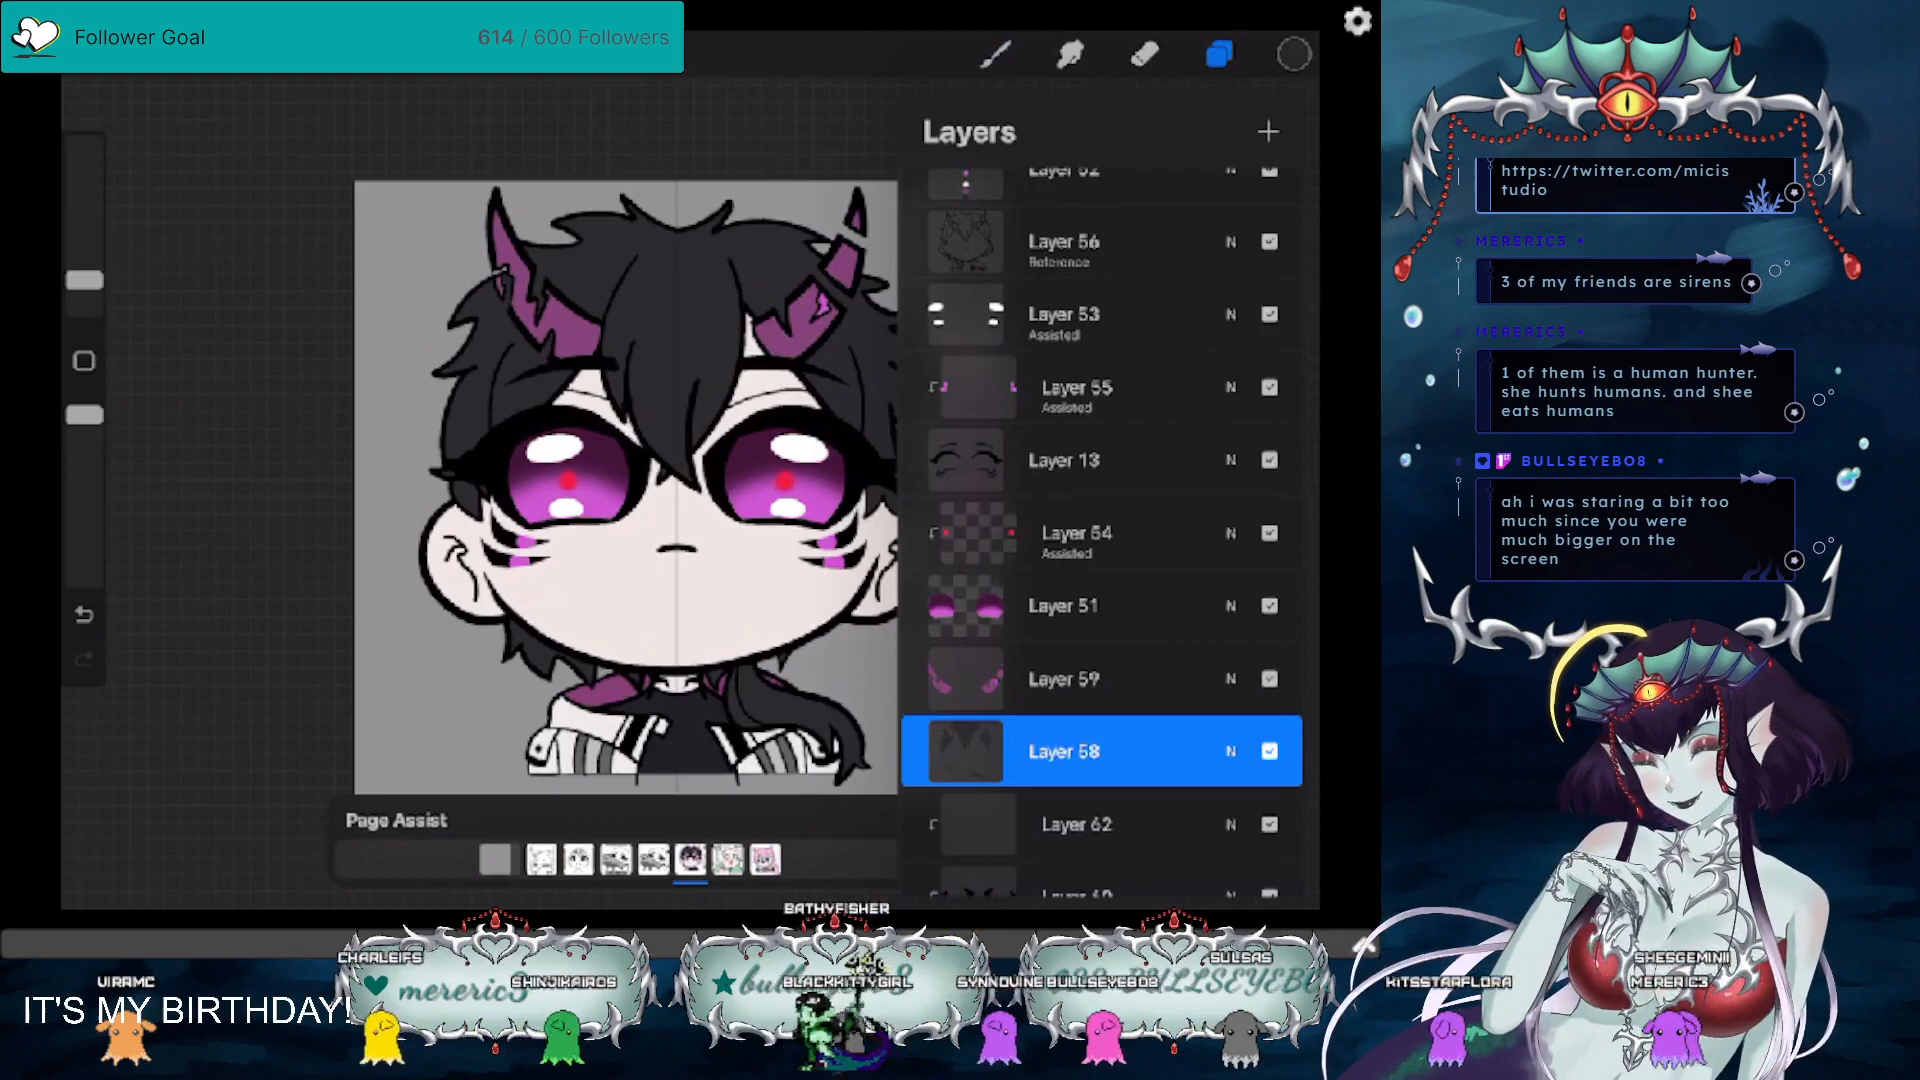 Follower Goal
614 / 600 Followers
Layers
Layer 56
N
Reference
Layer 53
N
Assisted
Layer 55
N
Assisted
Layer 13
N
Layer 54
N
Assisted
Layer 51
N
Layer 59
N
Layer 58
N
Layer 62
N
Page Assist
https://twitter.com/micis
tudio
MERERIC3
3 of my friends are sirens
MERERIC3
1 of them is a human hunter.
she hunts humans. and shee
eats humans
BULLSEYEBO8
ah i was staring a bit too
much since you were
much bigger on the
screen
BATHYFISHER
CHARLEIFS
SULSAS
SHESGEMINII
VIRAMC
SHINJIKAIROS
BLACKKITTYGIRL
SYNNOVINE
BULLSEYEBO8
KITSSTARFLORA
MERERIC3
mereric3
IT'S MY BIRTHDAY!